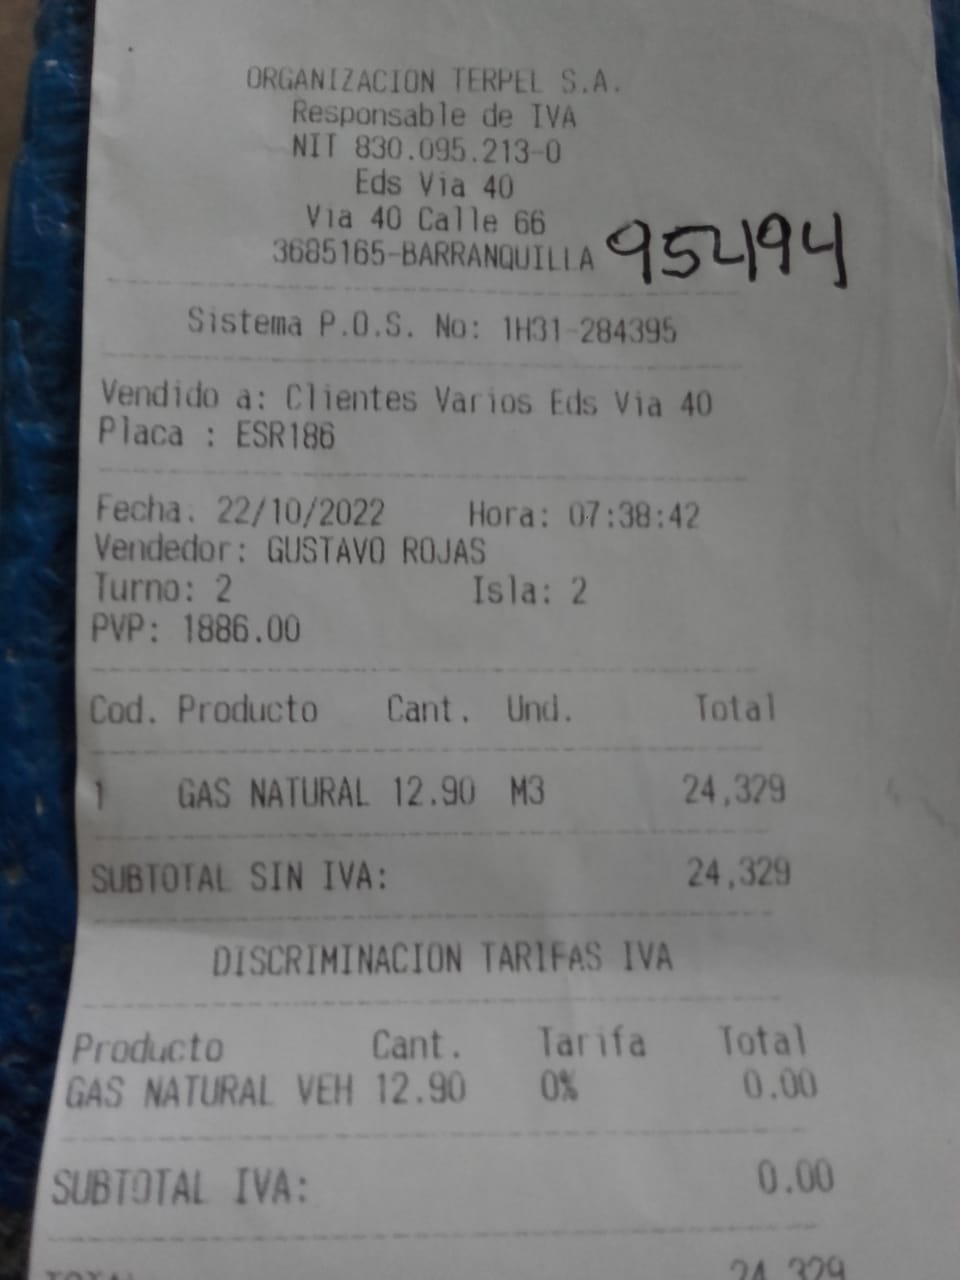 ORGANIZACION TERPEL S.A.
Responsable de IVA
NIT 830.095.213-0
Eds Via 40
Via 40 Calle 66
3685165-BARRANQUILLA 95494
Sistema P.O.S. No: 1H31-284395
Vendido a: Clientes Varios Eds Via 40
Placa : ESR186
Fecha. 22/10/2022 Hora: 07:38:42
Vendedor: GUSTAVO ROJAS
Turno: 2 Isla: 2
PVP: 1886.00
Cod. Producto Cant. Und. Total
1 GAS NATURAL 12.90 M3 24,329
SUBTOTAL SIN IVA: 24,329
DISCRIMINACION TARIFAS IVA
Producto Cant. Tarifa Total
GAS NATURAL VEH 12.90 0% 0.00
SUBTOTAL IVA: 0.00
TOTAL 24,329